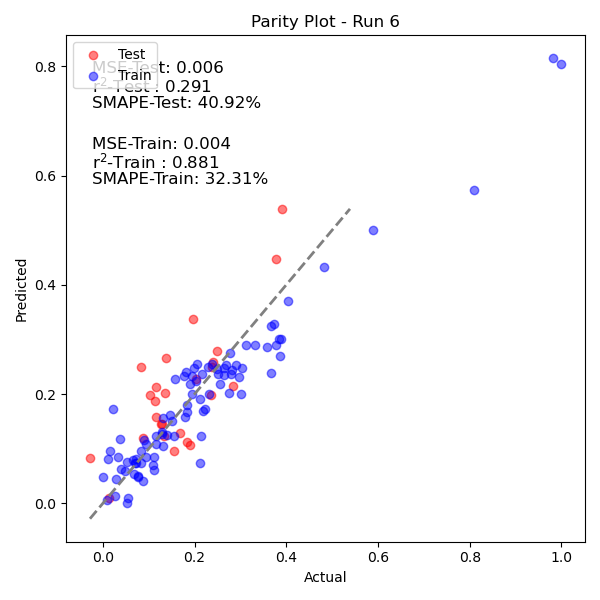 Parity Plot - Run 6
Test
Train
MSE-Test: 0.006
r²-Test : 0.291
SMAPE-Test: 40.92%
MSE-Train: 0.004
r²-Train : 0.881
SMAPE-Train: 32.31%
Predicted
0.8
0.6
0.4
0.2
0.0
0.0 0.2 0.4 0.6 0.8 1.0
Actual